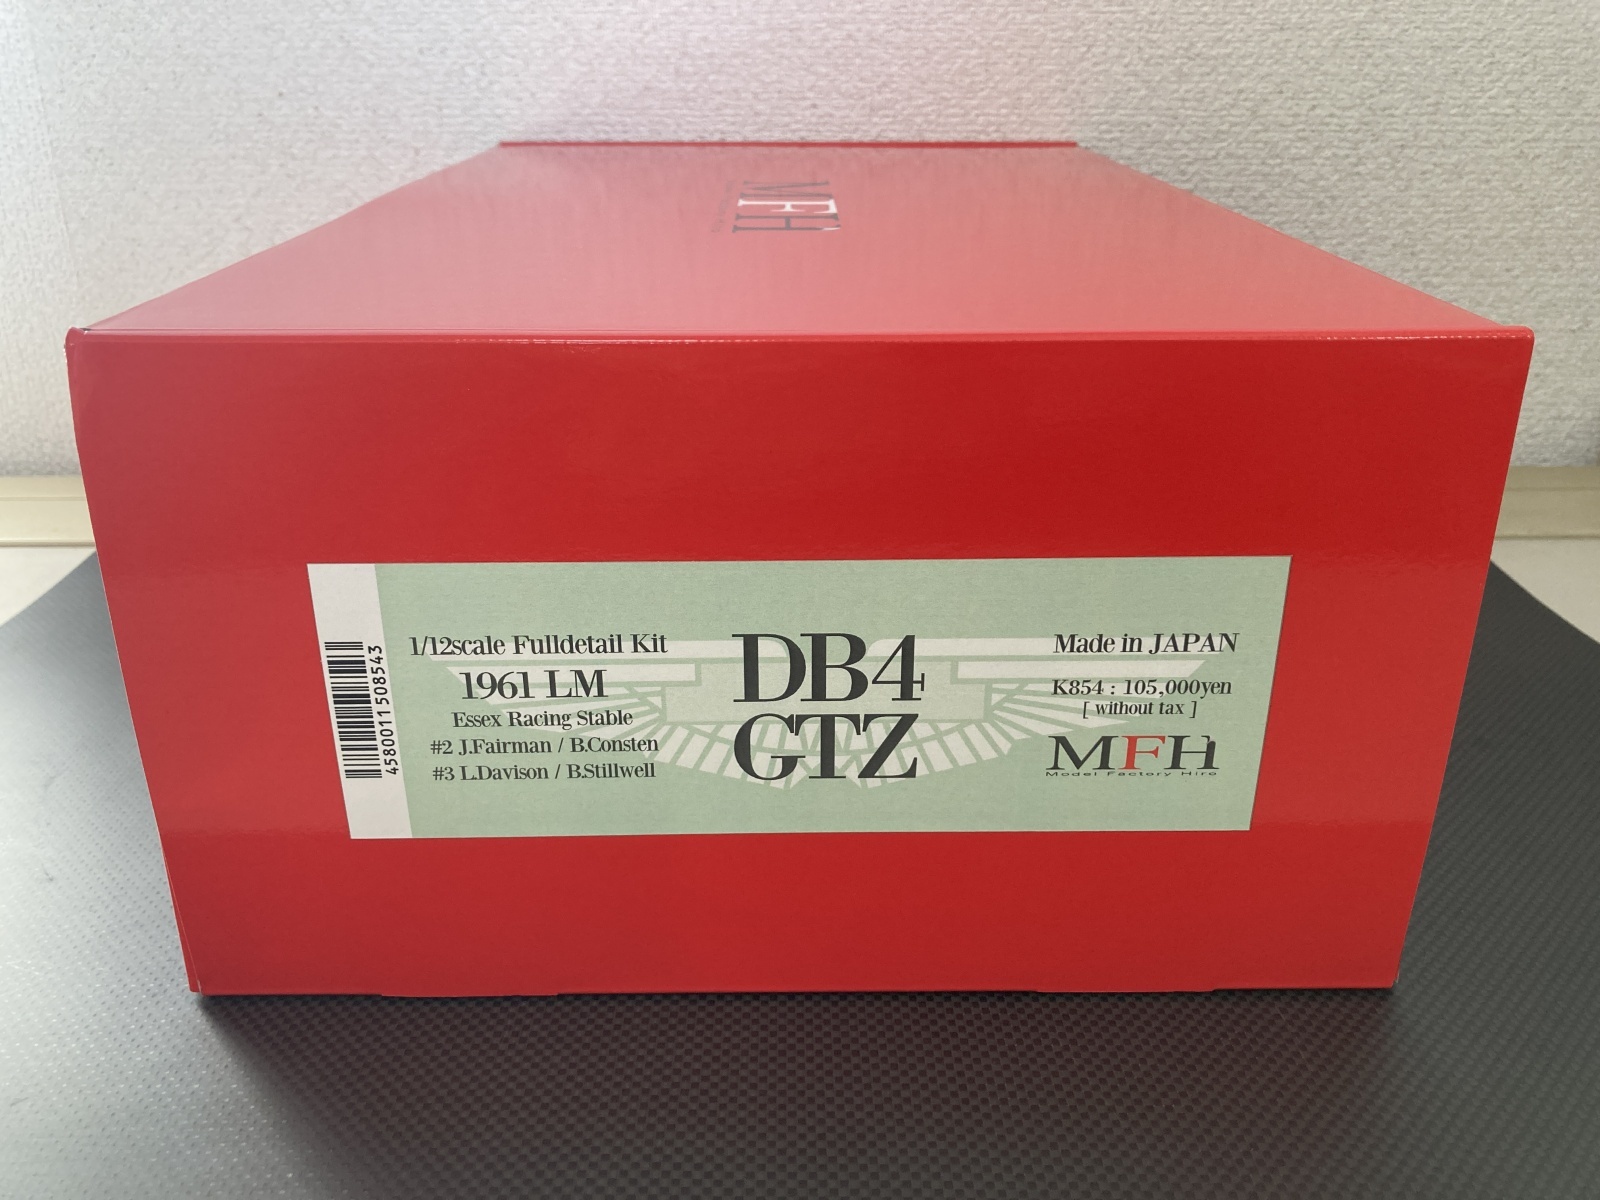 MFH
4580011508543
1/12scale Fulldetail Kit
1961 LM
Essex Racing Stable
#2 J.Fairman / B.Consten
#3 L.Davison / B.Stillwell
DB4
GTZ
Made in JAPAN
K854 : 105,000yen
[ without tax ]
MFH
Model Factory Hiro